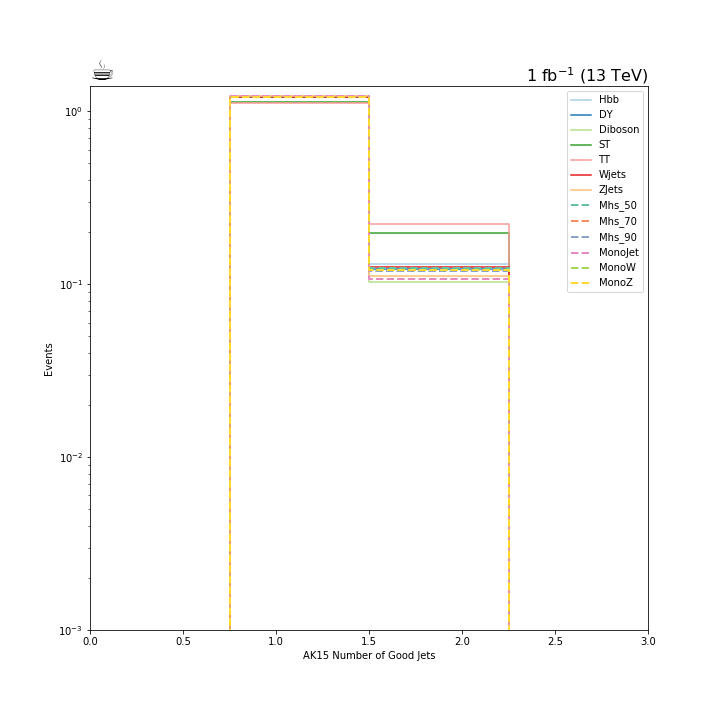 ☕
1 fb⁻¹ (13 TeV)
Hbb
DY
Diboson
ST
TT
Wjets
ZJets
Mhs_50
Mhs_70
Mhs_90
MonoJet
MonoW
MonoZ
10⁰
10⁻¹
10⁻²
10⁻³
Events
0.0 0.5 1.0 1.5 2.0 2.5 3.0
AK15 Number of Good Jets